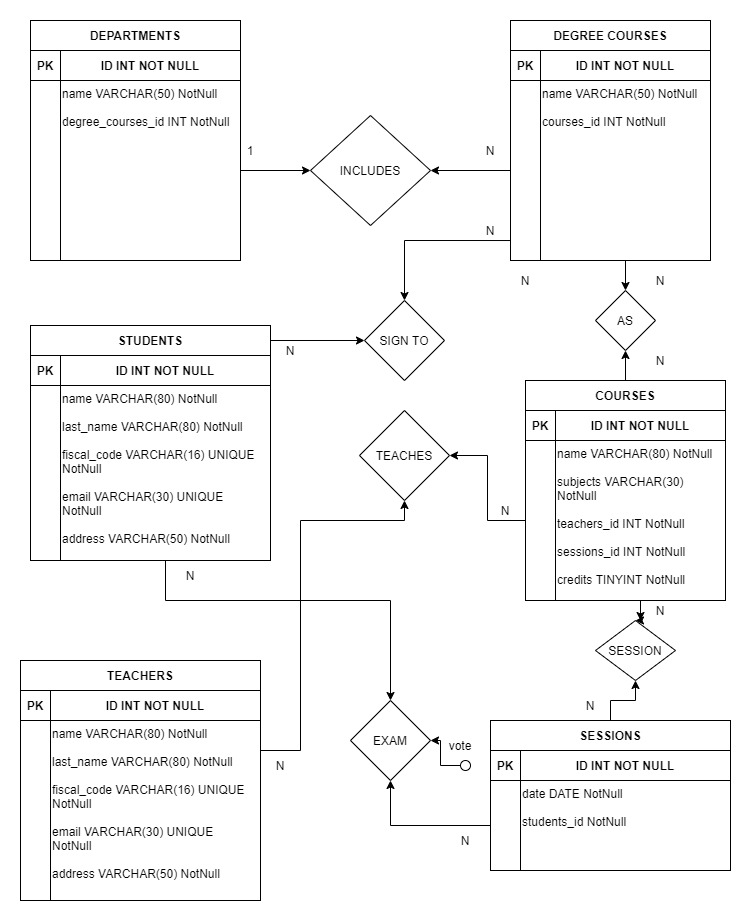 DEPARTMENTS
PK ID INT NOT NULL
name VARCHAR(50) NotNull
degree_courses_id INT NotNull
1
INCLUDES
N
DEGREE COURSES
PK ID INT NOT NULL
name VARCHAR(50) NotNull
courses_id INT NotNull
N
N
N
AS
N
STUDENTS
PK ID INT NOT NULL
name VARCHAR(80) NotNull
last_name VARCHAR(80) NotNull
fiscal_code VARCHAR(16) UNIQUE
NotNull
email VARCHAR(30) UNIQUE
NotNull
address VARCHAR(50) NotNull
N
SIGN TO
N
COURSES
PK ID INT NOT NULL
name VARCHAR(80) NotNull
subjects VARCHAR(30)
NotNull
teachers_id INT NotNull
sessions_id INT NotNull
credits TINYINT NotNull
TEACHES
N
N
SESSION
N
TEACHERS
PK ID INT NOT NULL
name VARCHAR(80) NotNull
last_name VARCHAR(80) NotNull
fiscal_code VARCHAR(16) UNIQUE
NotNull
email VARCHAR(30) UNIQUE
NotNull
address VARCHAR(50) NotNull
N
EXAM
vote
N
SESSIONS
PK ID INT NOT NULL
date DATE NotNull
students_id NotNull